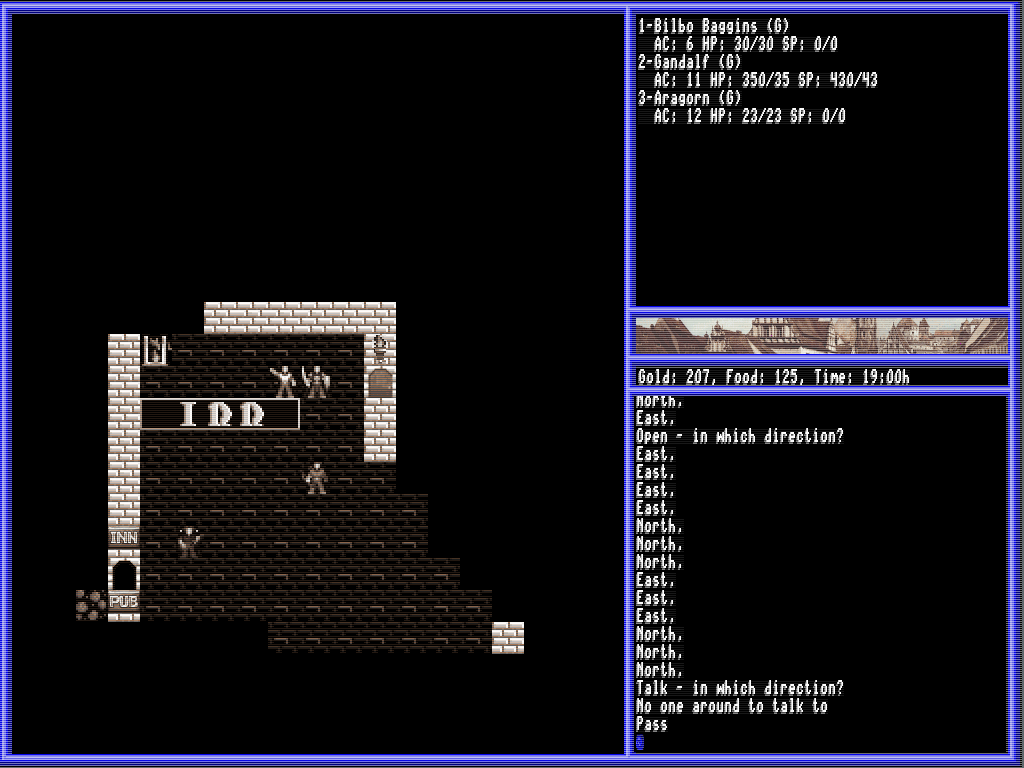 1-Bilbo Baggins (G)
AC: 6 HP: 30/30 SP: 0/0
2-Gandalf (G)
AC: 11 HP: 350/35 SP: 430/43
3-Aragorn (G)
AC: 12 HP: 23/23 SP: 0/0
INN
INN
PUB
Gold: 207, Food: 125, Time: 19:00h
North,
East,
Open - in which direction?
East,
East,
East,
East,
North,
North,
North,
East,
East,
East,
North,
North,
North,
Talk - in which direction?
No one around to talk to
Pass